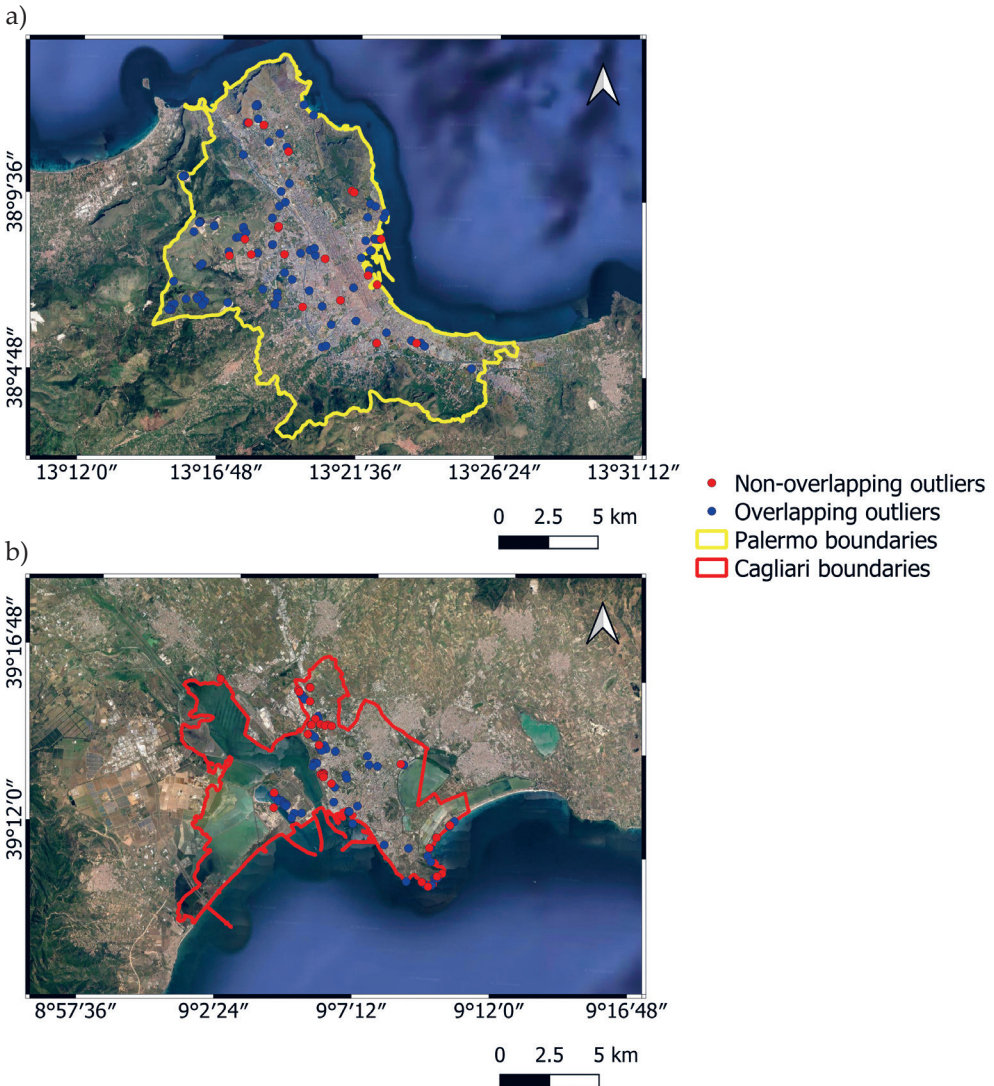 a)
38°9′36″
38°4′48″
13°12′0″ 13°16′48″ 13°21′36″ 13°26′24″ 13°31′12″
0 2.5 5 km
Non-overlapping outliers
Overlapping outliers
Palermo boundaries
Cagliari boundaries
b)
39°16′48″
39°12′0″
8°57′36″ 9°2′24″ 9°7′12″ 9°12′0″ 9°16′48″
0 2.5 5 km